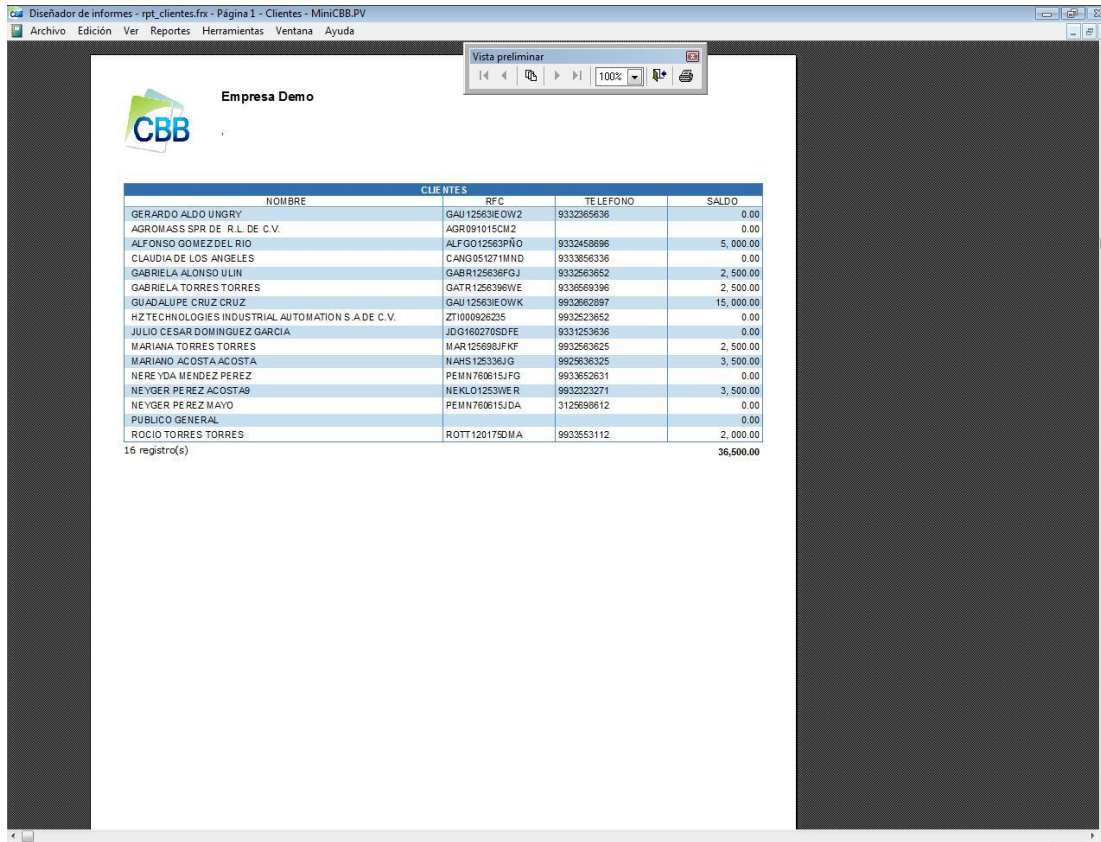 Diseñador de informes - rpt_clientes.frx - Página 1 - Clientes - MiniCBB.PV
Archivo Edición Ver Reportes Herramientas Ventana Ayuda
Vista preliminar
100%
Empresa Demo
CBB
,
CLIENTES
NOMBRE RFC TELEFONO SALDO
GERARDO ALDO UNGRY GAU12563IEOW2 9332365636 0.00
AGROMASS SPR DE R.L. DE C.V. AGR091015CM2 0.00
ALFONSO GOMEZ DEL RIO ALFGO12563PÑO 9332458696 5,000.00
CLAUDIA DE LOS ANGELES CANG051271MND 9333856336 0.00
GABRIELA ALONSO ULIN GABR125636FGJ 9332563652 2,500.00
GABRIELA TORRES TORRES GATR1256396WE 9336569396 2,500.00
GUADALUPE CRUZ CRUZ GAU12563IEOWK 9932662897 15,000.00
HZ TECHNOLOGIES INDUSTRIAL AUTOMATION S.A DE C.V. ZTI000926235 9932523652 0.00
JULIO CESAR DOMINGUEZ GARCIA JDG160270SDFE 9331253636 0.00
MARIANA TORRES TORRES MAR125698JFKF 9932563625 2,500.00
MARIANO ACOSTA ACOSTA NAHS125336JG 9925636325 3,500.00
NEREYDA MENDEZ PEREZ PEMN760615JFG 9933652631 0.00
NEYGER PEREZ ACOSTA9 NEKLO1253WER 9932323271 3,500.00
NEYGER PEREZ MAYO PEMN760615JDA 3125698612 0.00
PUBLICO GENERAL 0.00
ROCIO TORRES TORRES ROTT120175DMA 9933553112 2,000.00
16 registro(s) 36,500.00